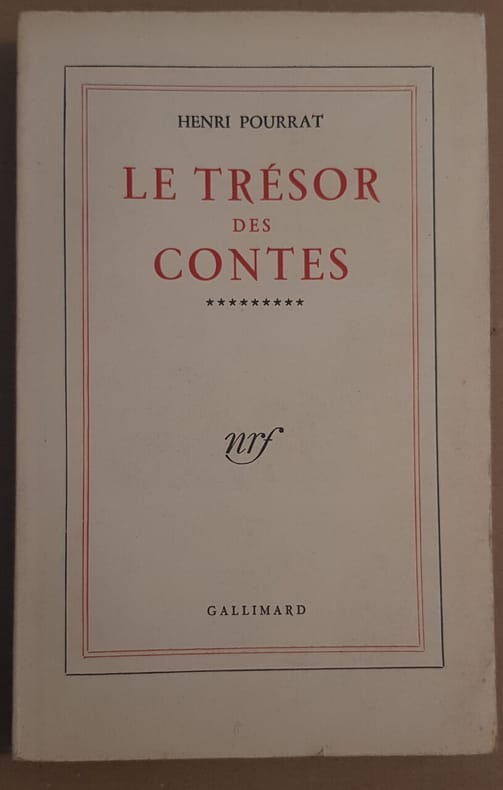 HENRI POURRAT
LE TRÉSOR
DES
CONTES
*********
nrf
GALLIMARD